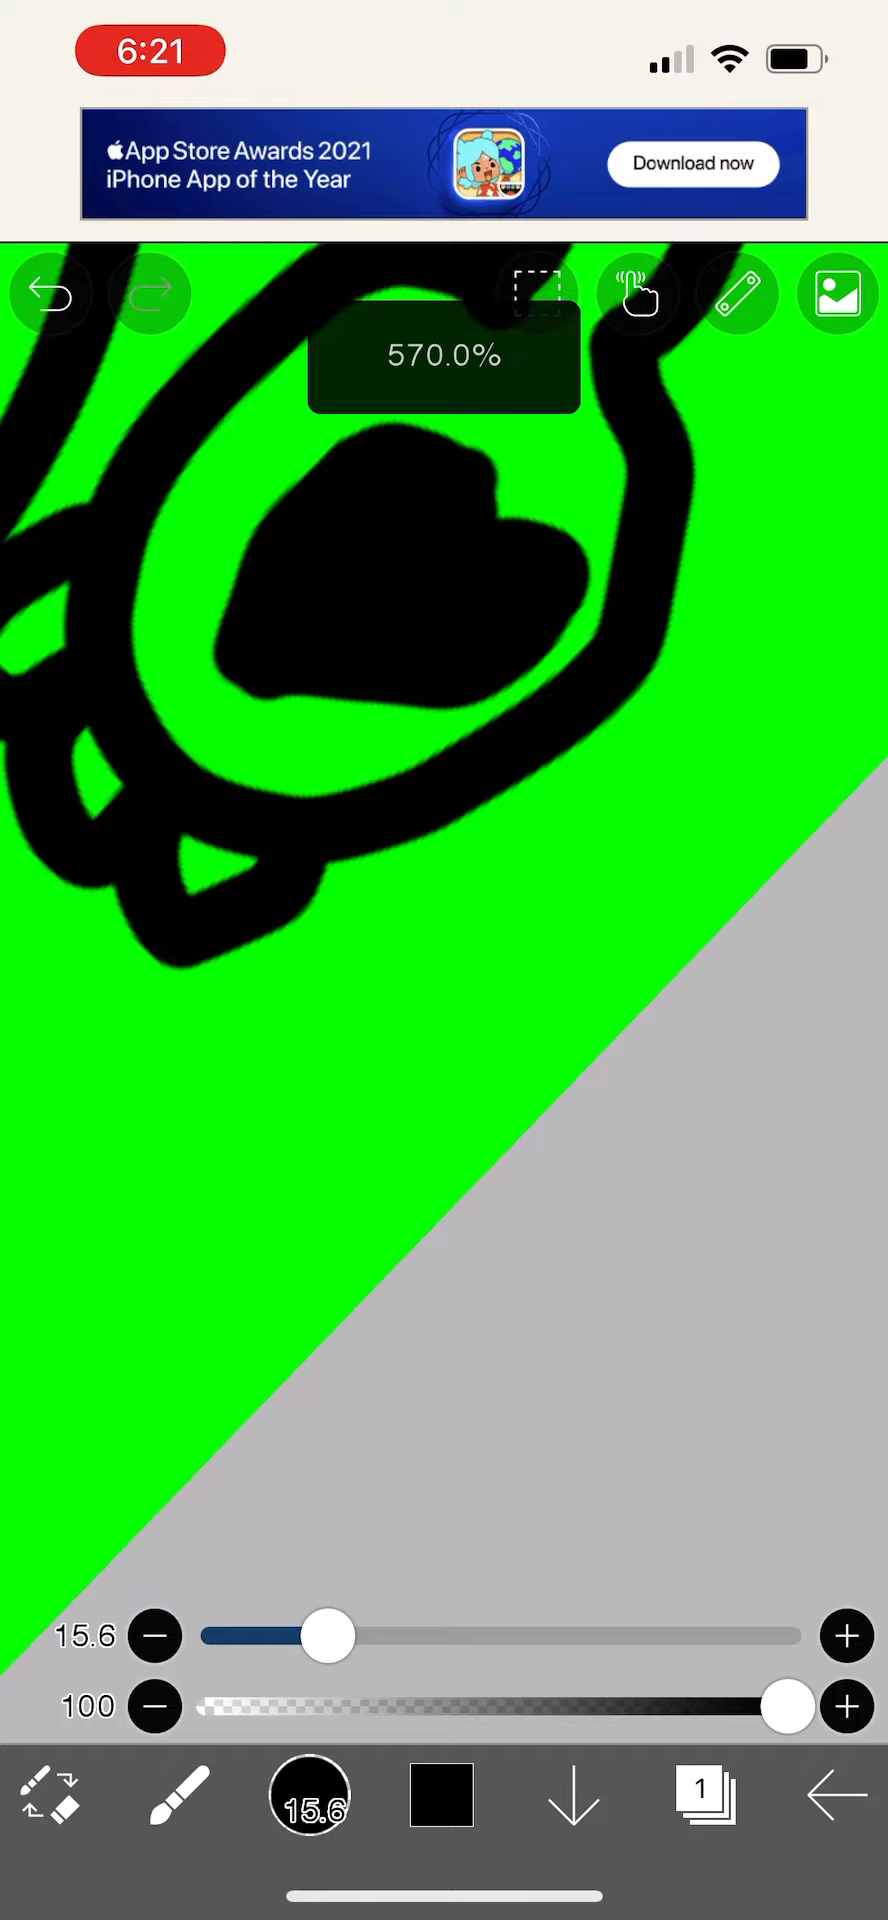 6:21
App Store Awards 2021
iPhone App of the Year
Download now
570.0%
15.6
100
15.6
1